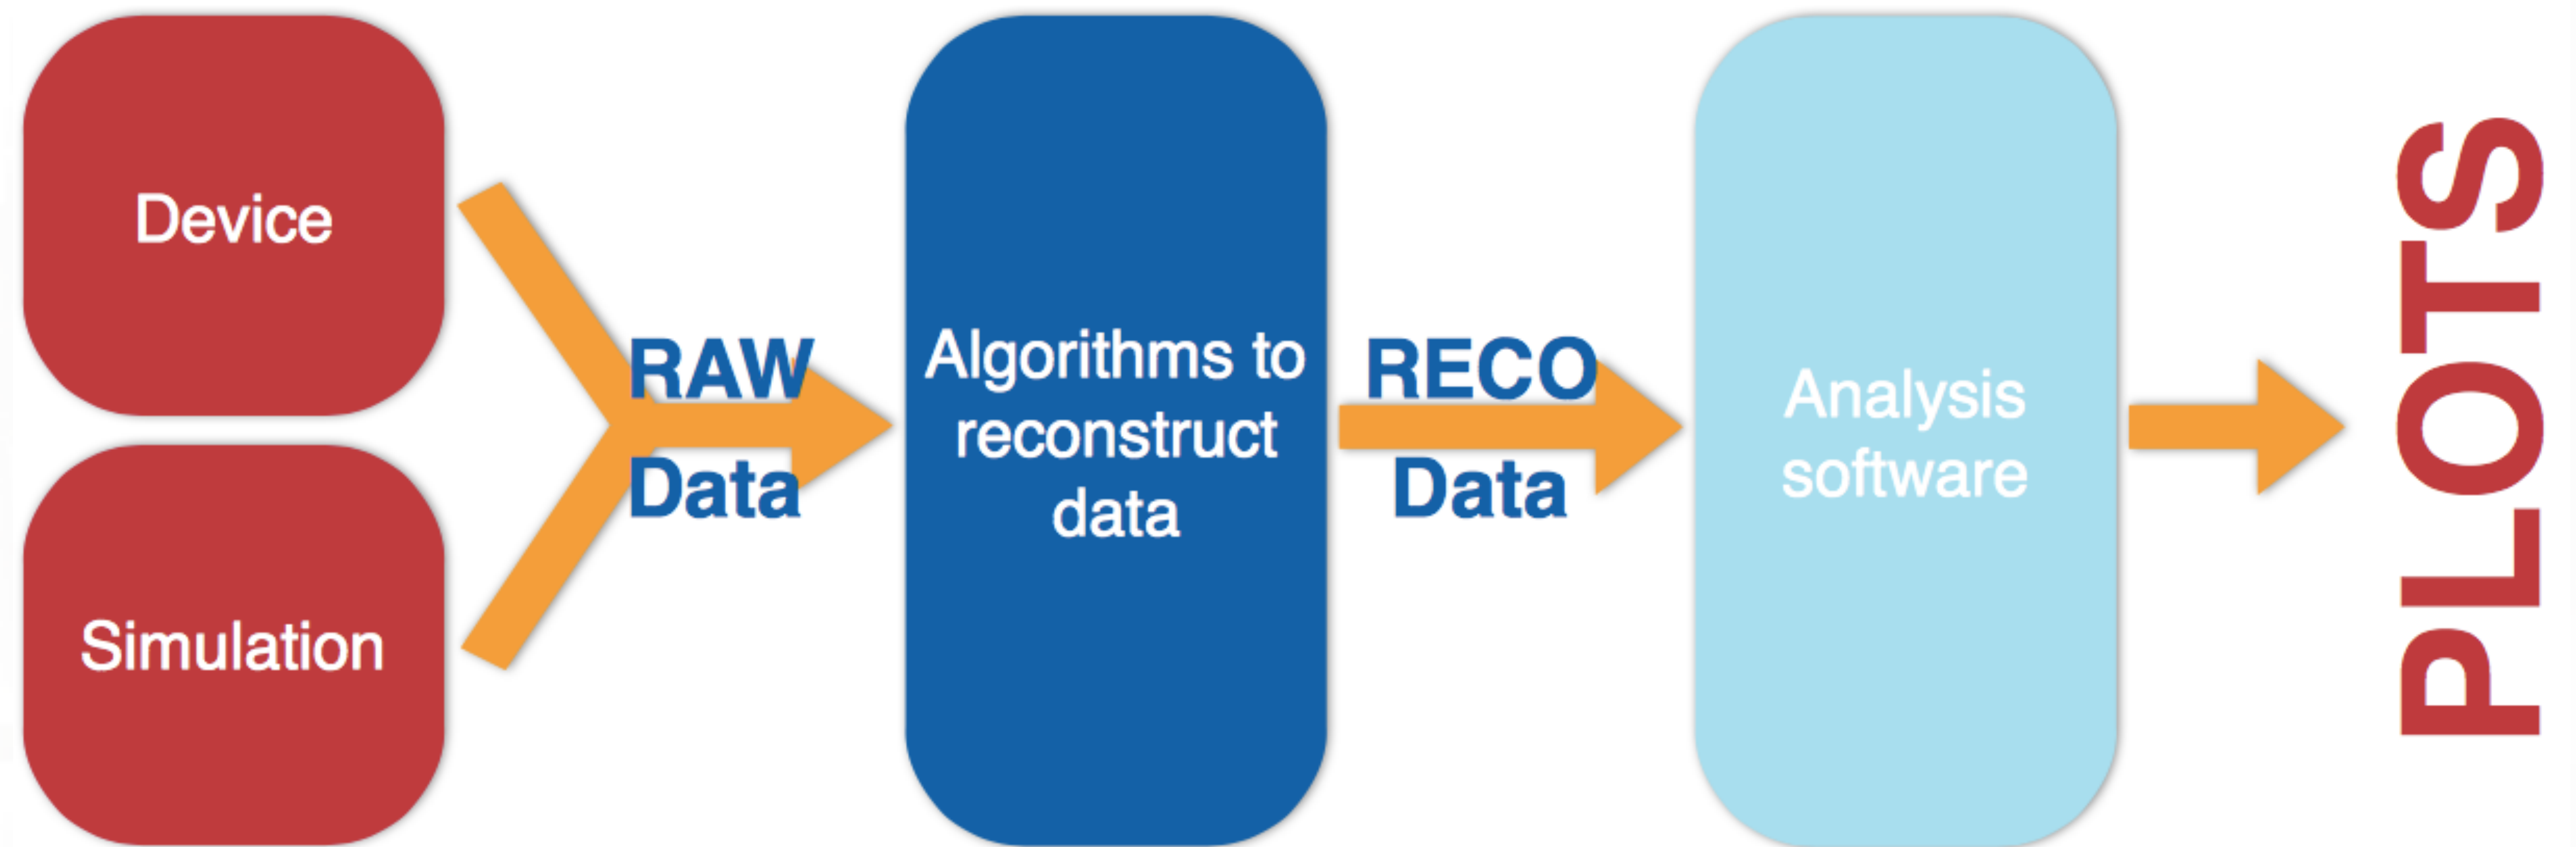 Device
Simulation
RAW
Data
Algorithms to
reconstruct
data
RECO
Data
Analysis
software
PLOTS